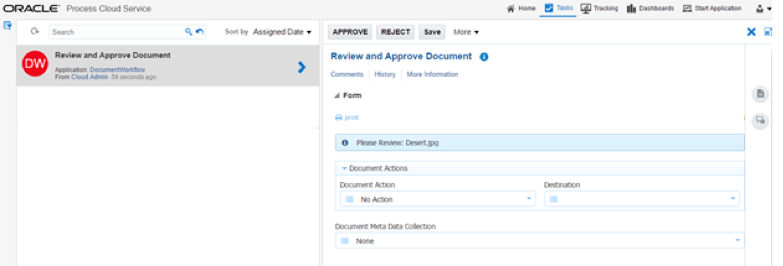 ORACLE Process Cloud Service
Home Tasks Tracking Dashboards Start Application
Search Sort by Assigned Date
DW
Review and Approve Document
Application: DocumentWorkflow
From Cloud Admin 59 seconds ago
APPROVE REJECT Save More
Review and Approve Document
Comments History More Information
Form
print
Please Review: Desert.jpg
Document Actions
Document Action Destination
No Action
Document Meta Data Collection
None